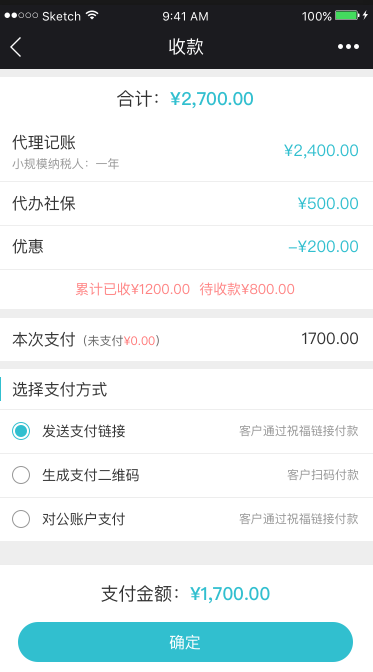 Sketch 9:41 AM 100%
收款
合计：¥2,700.00
代理记账 ¥2,400.00
小规模纳税人：一年
代办社保 ¥500.00
优惠 -¥200.00
累计已收¥1200.00 待收款¥800.00
本次支付（未支付¥0.00） 1700.00
选择支付方式
发送支付链接 客户通过祝福链接付款
生成支付二维码 客户扫码付款
对公账户支付 客户通过祝福链接付款
支付金额：¥1,700.00
确定